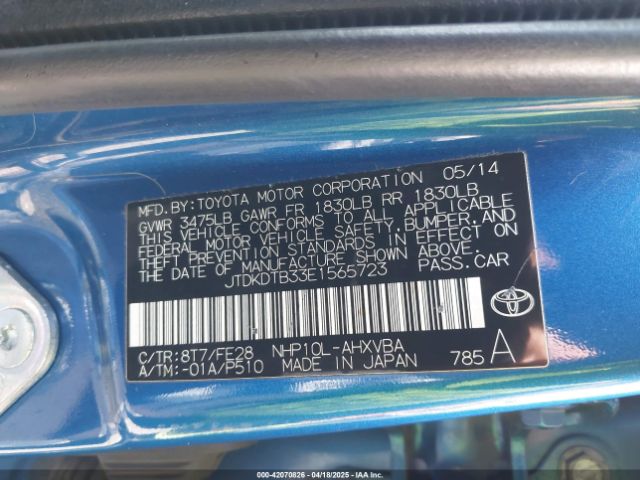 MFD.BY:TOYOTA MOTOR CORPORATION 05/14
GVWR 3475LB GAWR FR 1830LB RR 1830LB
THIS VEHICLE CONFORMS TO ALL APPLICABLE
FEDERAL MOTOR VEHICLE SAFETY,BUMPER,AND
THEFT PREVENTION STANDARDS IN EFFECT ON
THE DATE OF MANUFACTURE SHOWN ABOVE.
JTDKDTB33E1565723 PASS.CAR
C/TR:8T7/FE28 NHP10L-AHXVBA
A/TM:-01A/P510 MADE IN JAPAN 785 A
TOYOTA
000-42070826 - 04/18/2025 - IAAI.COM